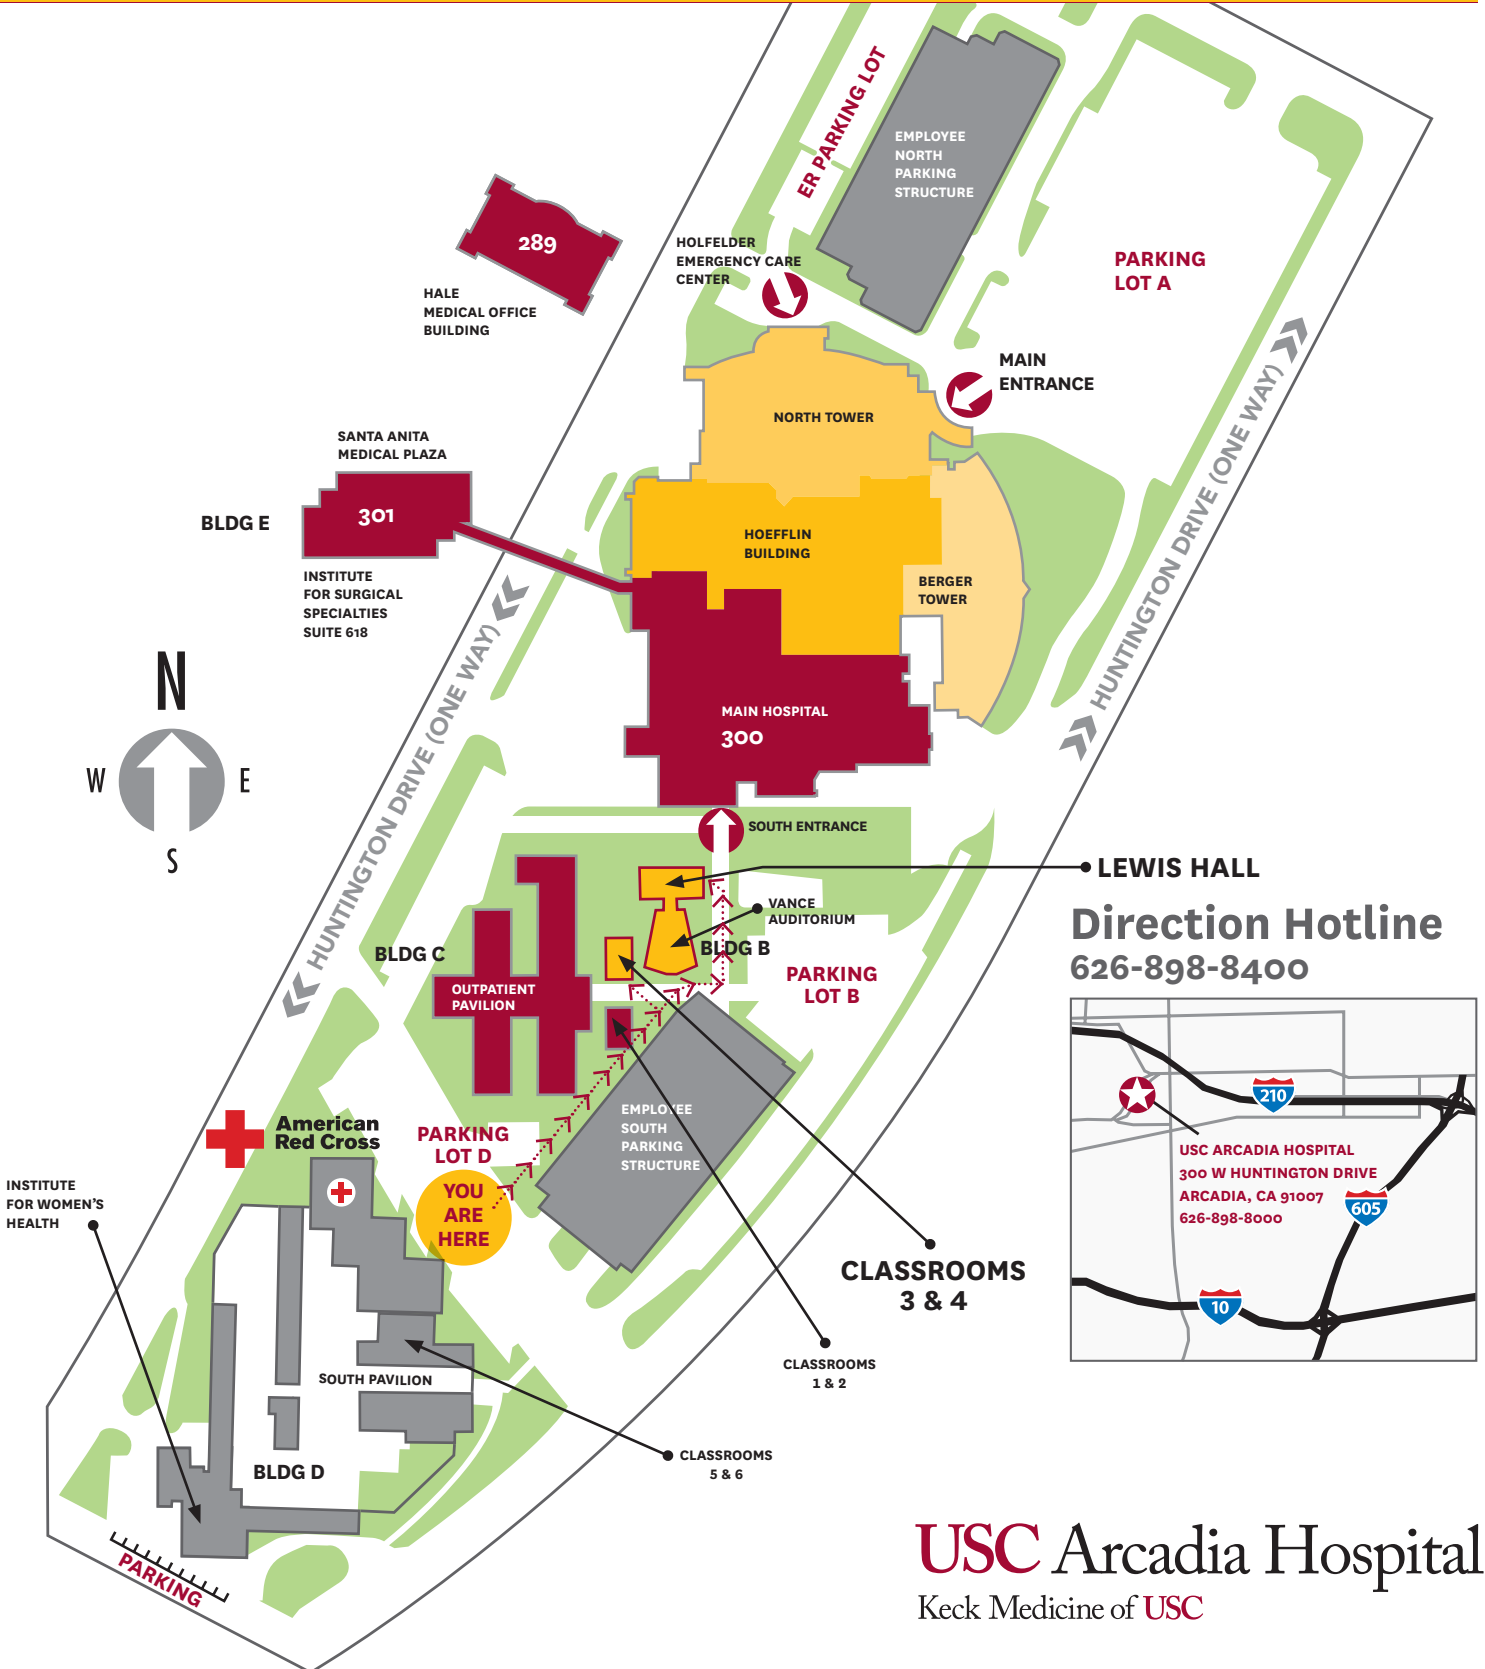 ER PARKING LOT
EMPLOYEE
NORTH
PARKING
STRUCTURE
289
HALE
MEDICAL OFFICE
BUILDING
HOLFELDER
EMERGENCY CARE
CENTER
PARKING
LOT A
MAIN
ENTRANCE
NORTH TOWER
SANTA ANITA
MEDICAL PLAZA
BLDG E
301
INSTITUTE
FOR SURGICAL
SPECIALTIES
SUITE 618
HOEFFLIN
BUILDING
BERGER
TOWER
HUNTINGTON DRIVE (ONE WAY)
HUNTINGTON DRIVE (ONE WAY)
N
W
E
S
MAIN HOSPITAL
300
SOUTH ENTRANCE
LEWIS HALL
VANCE
AUDITORIUM
BLDG B
BLDG C
OUTPATIENT
PAVILION
PARKING
LOT B
Direction Hotline
626-898-8400
210
USC ARCADIA HOSPITAL
300 W HUNTINGTON DRIVE
ARCADIA, CA 91007
626-898-8000
605
10
EMPLOYEE
SOUTH
PARKING
STRUCTURE
American
Red Cross
PARKING
LOT D
YOU
ARE
HERE
INSTITUTE
FOR WOMEN'S
HEALTH
CLASSROOMS
3 & 4
CLASSROOMS
1 & 2
SOUTH PAVILION
CLASSROOMS
5 & 6
BLDG D
PARKING
USC Arcadia Hospital
Keck Medicine of USC